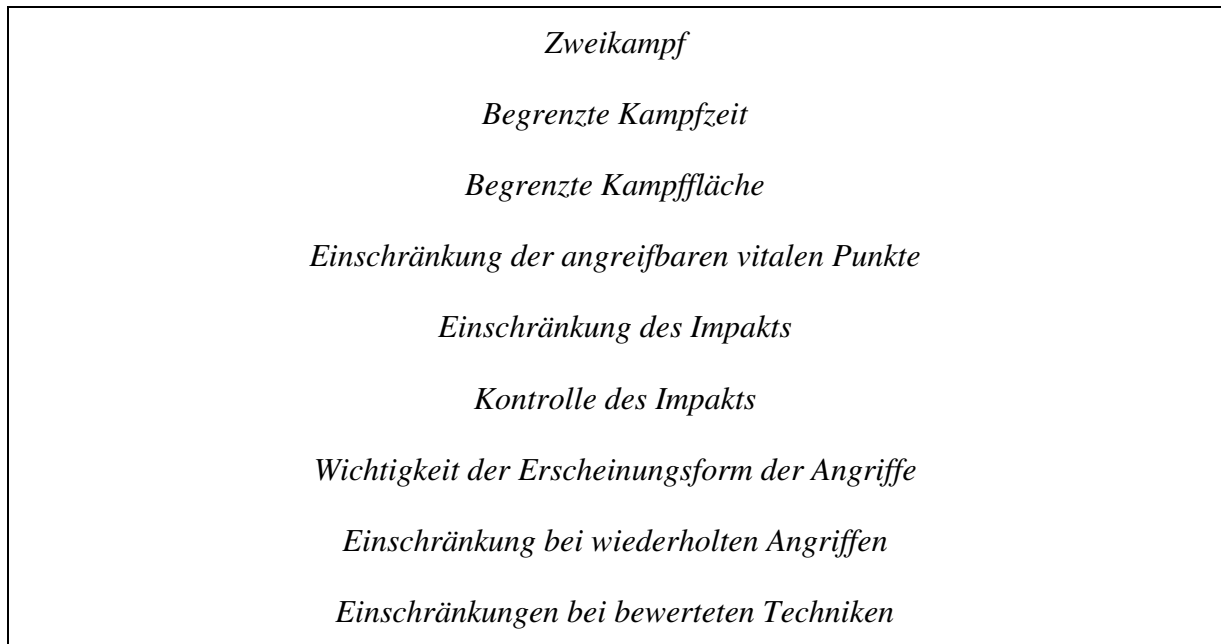 Zweikampf
Begrenzte Kampfzeit
Begrenzte Kampffläche
Einschränkung der angreifbaren vitalen Punkte
Einschränkung des Impakts
Kontrolle des Impakts
Wichtigkeit der Erscheinungsform der Angriffe
Einschränkung bei wiederholten Angriffen
Einschränkungen bei bewerteten Techniken